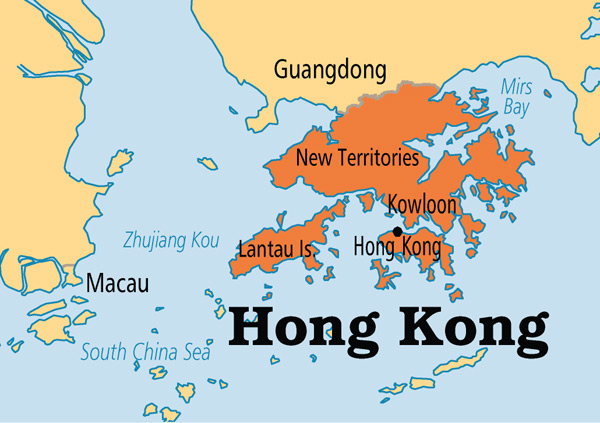 Guangdong
Mirs
Bay
New Territories
Kowloon
Zhujiang Kou
Lantau Is.
Hong Kong
Macau
Hong Kong
South China Sea